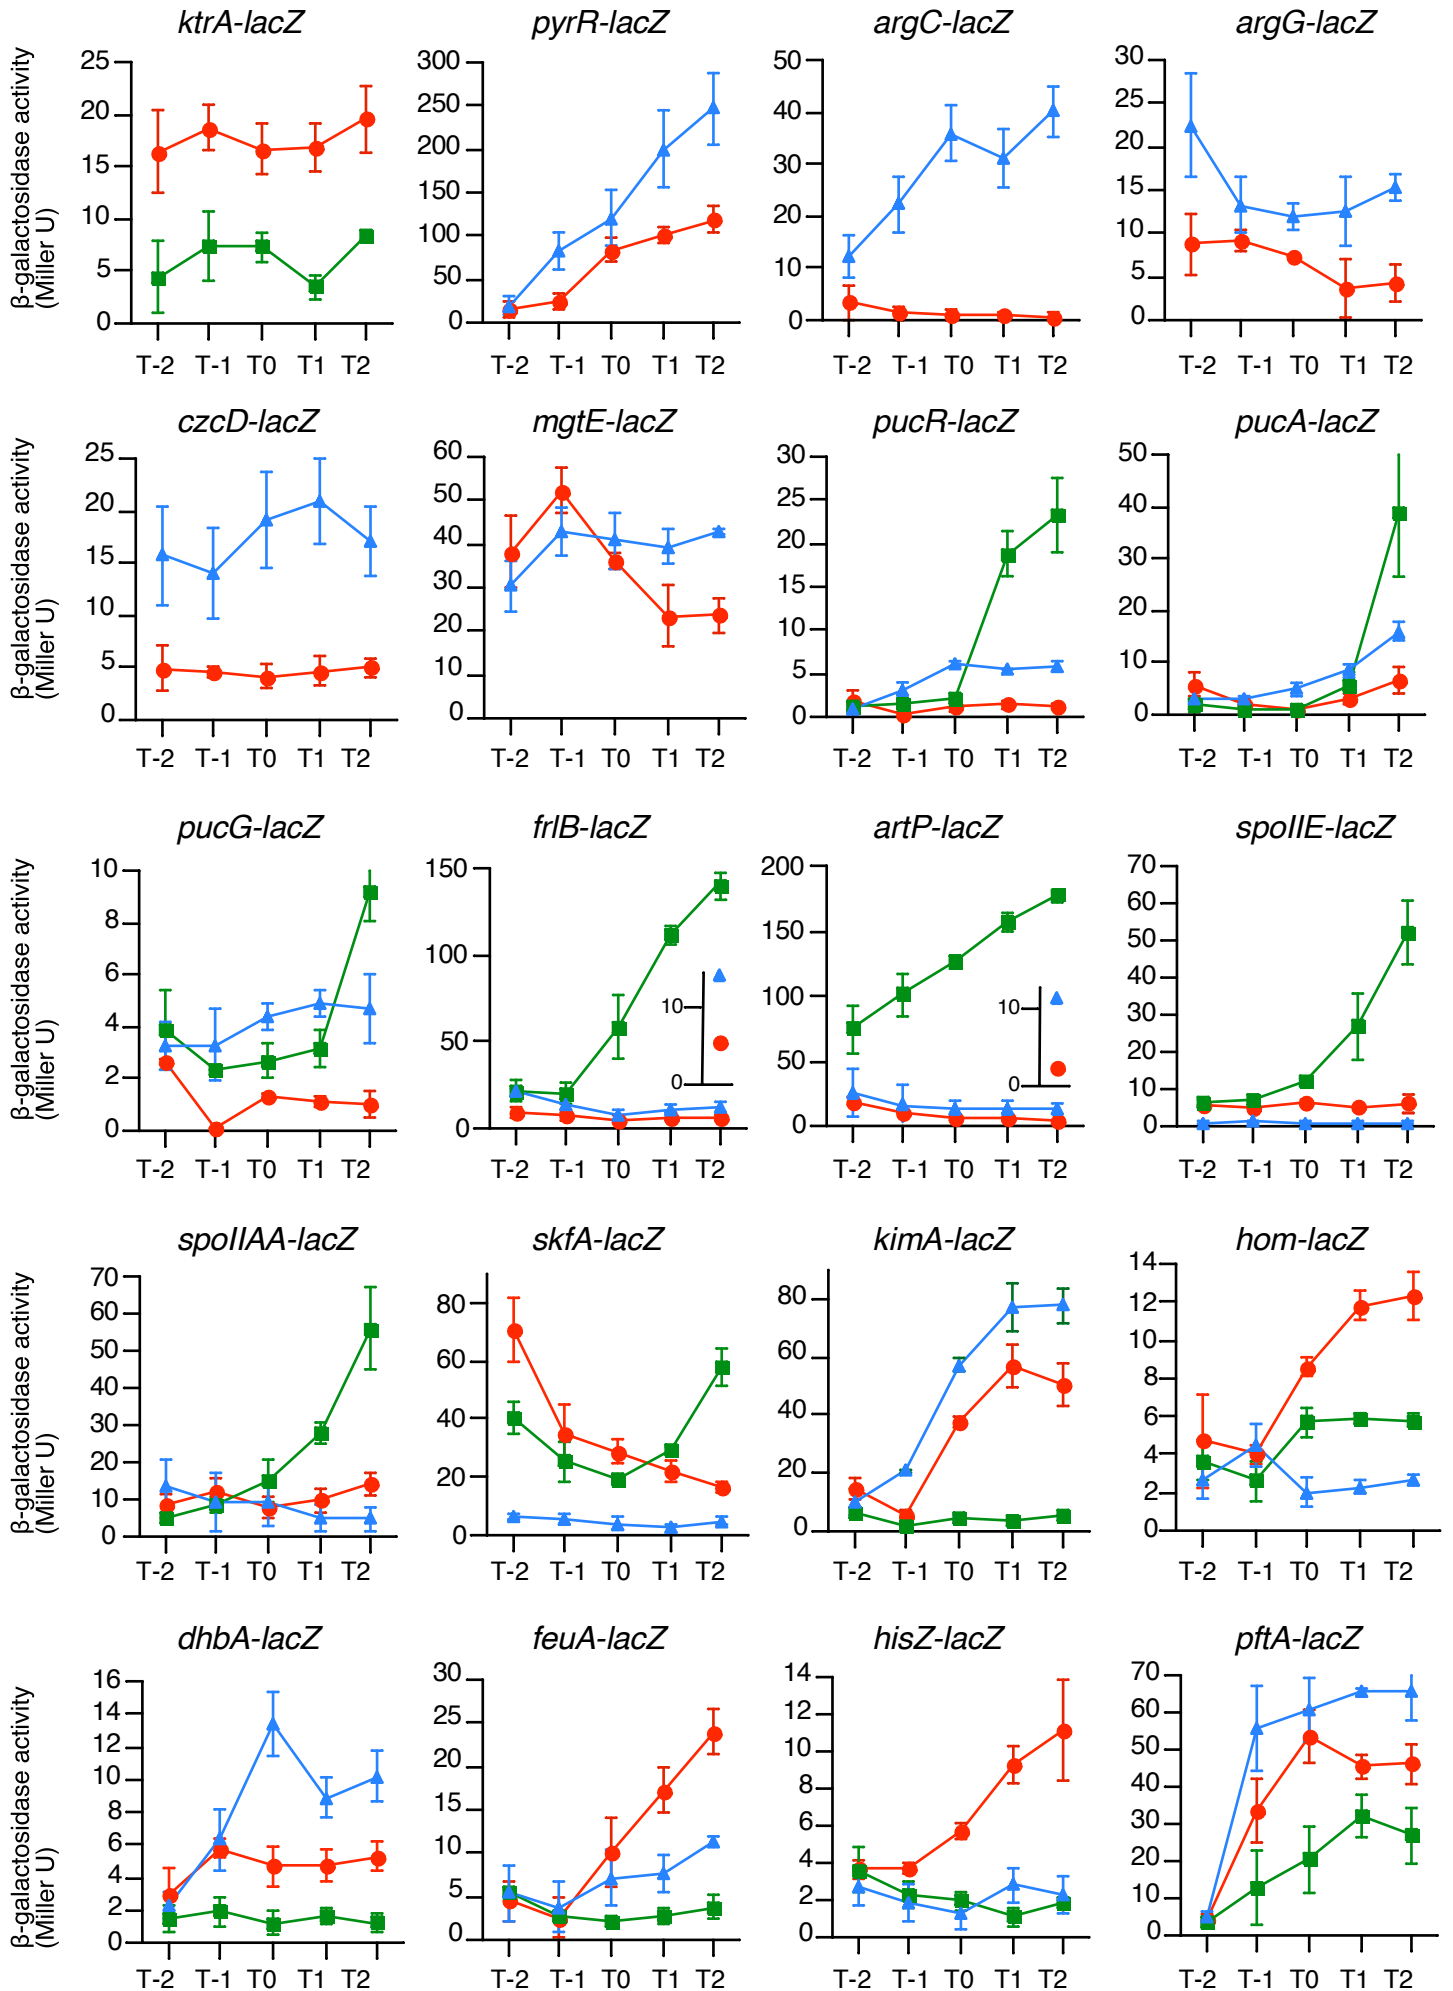 ktrA-lacZ pyrR-lacZ argC-lacZ argG-lacZ
β-galactosidase activity
(Miller U)
25 20 15 10 5 0
T-2 T-1 T0 T1 T2
300 250 200 150 100 50 0
T-2 T-1 T0 T1 T2
50 40 30 20 10 0
T-2 T-1 T0 T1 T2
30 25 20 15 10 5 0
T-2 T-1 T0 T1 T2
czcD-lacZ mgtE-lacZ pucR-lacZ pucA-lacZ
β-galactosidase activity
(Miller U)
25 20 15 10 5 0
T-2 T-1 T0 T1 T2
60 50 40 30 20 10 0
T-2 T-1 T0 T1 T2
30 25 20 15 10 5 0
T-2 T-1 T0 T1 T2
50 40 30 20 10 0
T-2 T-1 T0 T1 T2
pucG-lacZ frlB-lacZ artP-lacZ spoIIE-lacZ
β-galactosidase activity
(Miller U)
10 8 6 4 2 0
T-2 T-1 T0 T1 T2
150 100 50 0
10 0
T-2 T-1 T0 T1 T2
200 150 100 50 0
10 0
T-2 T-1 T0 T1 T2
70 60 50 40 30 20 10 0
T-2 T-1 T0 T1 T2
spoIIAA-lacZ skfA-lacZ kimA-lacZ hom-lacZ
β-galactosidase activity
(Miller U)
70 60 50 40 30 20 10 0
T-2 T-1 T0 T1 T2
80 60 40 20 0
T-2 T-1 T0 T1 T2
80 60 40 20 0
T-2 T-1 T0 T1 T2
14 12 10 8 6 4 2 0
T-2 T-1 T0 T1 T2
dhbA-lacZ feuA-lacZ hisZ-lacZ pftA-lacZ
β-galactosidase activity
(Miller U)
16 14 12 10 8 6 4 2 0
T-2 T-1 T0 T1 T2
30 25 20 15 10 5 0
T-2 T-1 T0 T1 T2
14 12 10 8 6 4 2 0
T-2 T-1 T0 T1 T2
70 60 50 40 30 20 10 0
T-2 T-1 T0 T1 T2